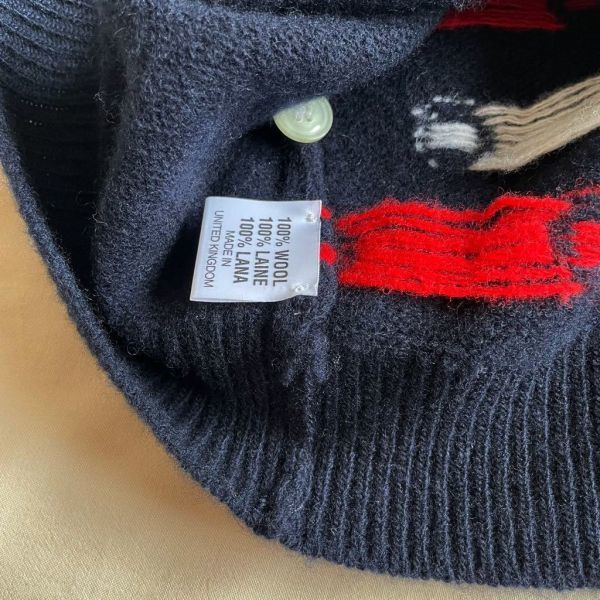 100% WOOL
100% LAINE
100% LANA
MADE IN
UNITED KINGDOM